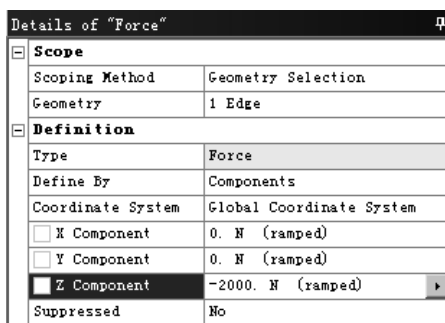 Details of "Force"
Scope
Scoping Method Geometry Selection
Geometry 1 Edge
Definition
Type Force
Define By Components
Coordinate System Global Coordinate System
X Component 0. N (ramped)
Y Component 0. N (ramped)
Z Component -2000. N (ramped)
Suppressed No